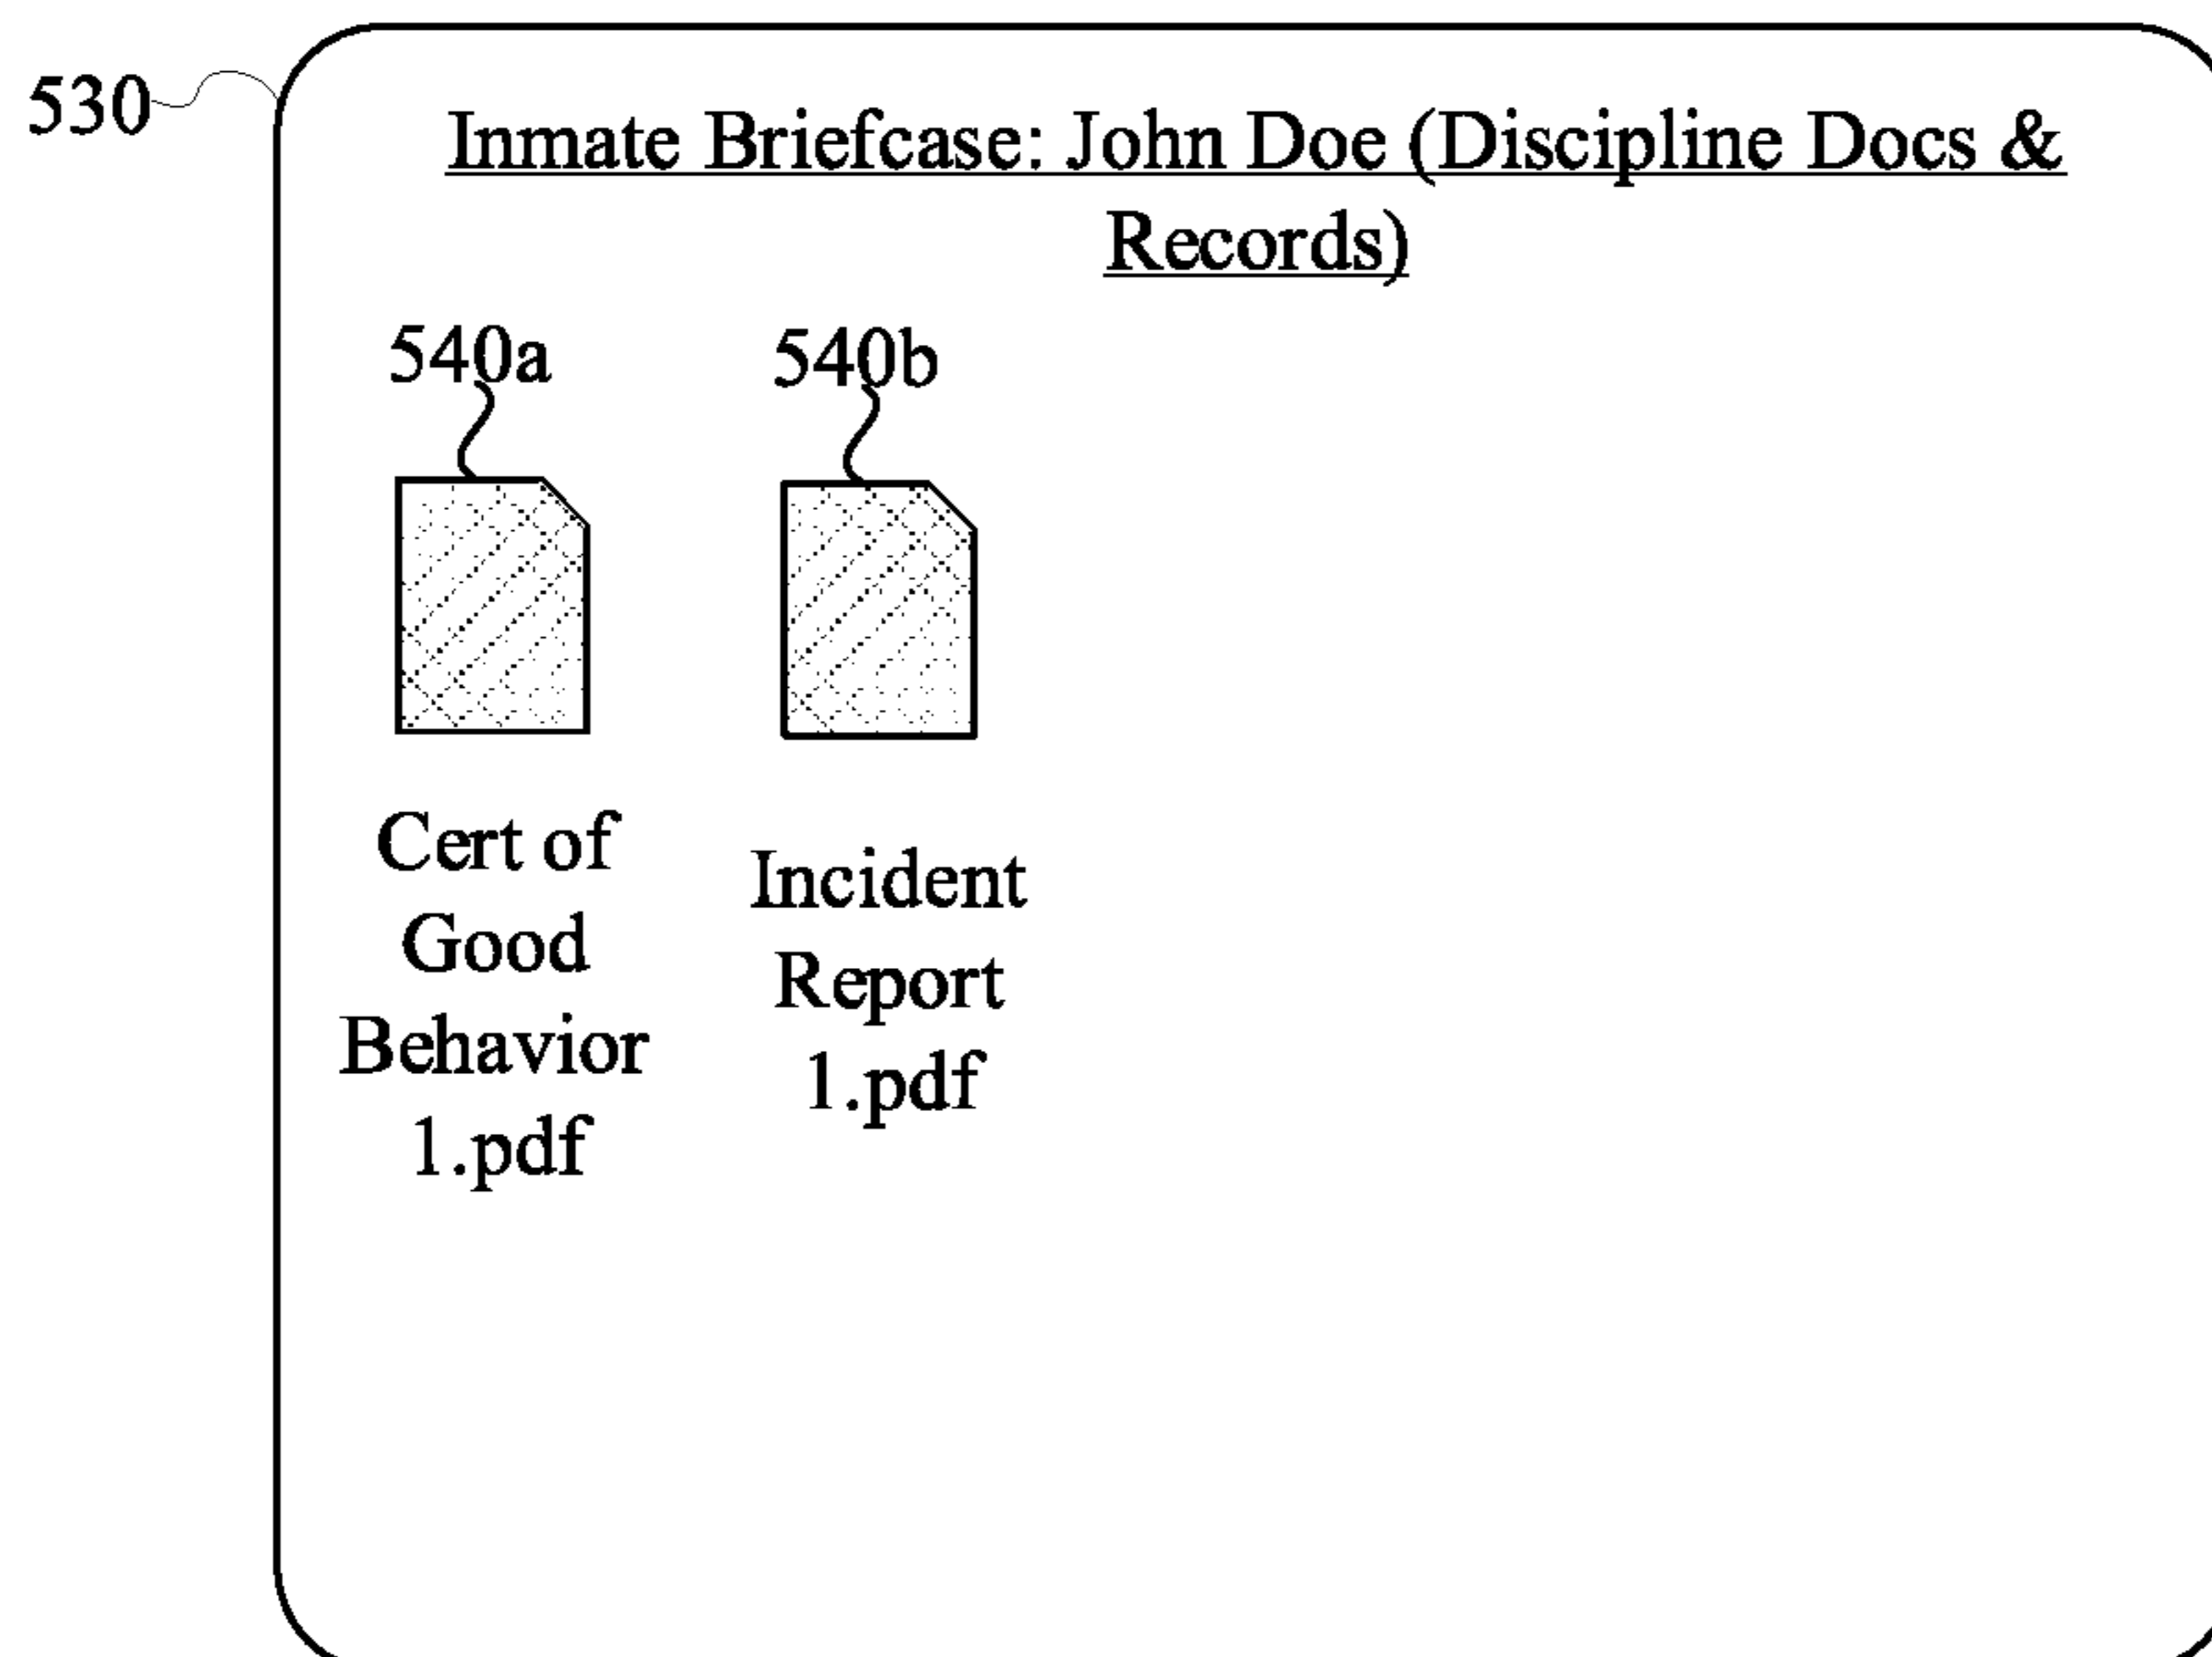 530
Inmate Briefcase: John Doe (Discipline Docs &
Records)
540a
540b
Cert of
Good
Behavior
1.pdf
Incident
Report
1.pdf